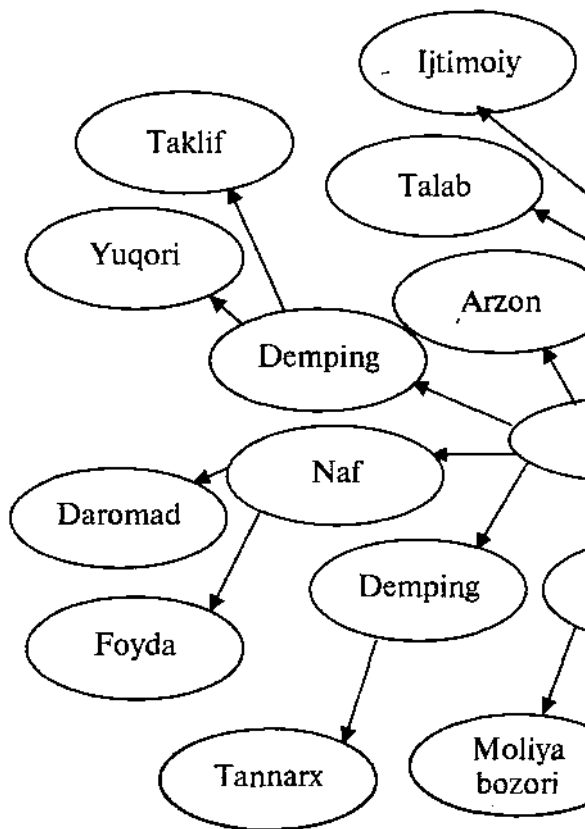 Ijtimoiy
Taklif
Talab
Yuqori
Arzon
Demping
Naf
Daromad
Demping
Foyda
Moliya
bozori
Tannarx